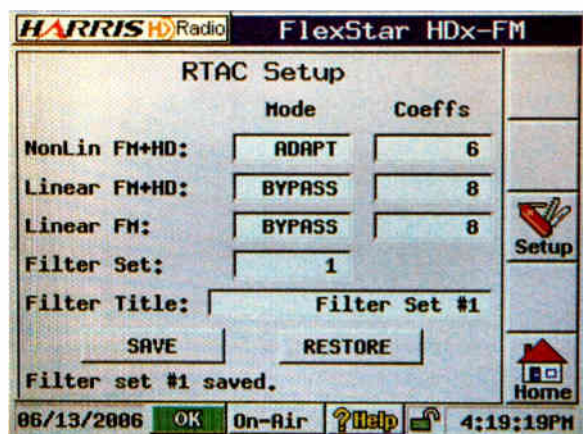 HARRIS HD Radio FlexStar HDx-FM
RTAC Setup
Mode Coeffs
NonLin FM+HD: ADAPT 6
Linear FM+HD: BYPASS 8
Linear FM: BYPASS 8
Setup
Filter Set: 1
Filter Title: Filter Set #1
SAVE RESTORE
Filter set #1 saved.
Home
06/13/2006 OK On-Air ?Help 4:19:19PM